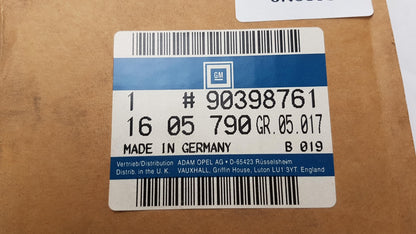 GM
1 # 90398761
16 05 790 GR.05.017
MADE IN GERMANY B 019
Vertrieb/Distribution ADAM OPEL AG • D-65423 Rüsselsheim
Distrib. in the U. K. VAUXHALL, Griffin House, Luton LU1 3YT England